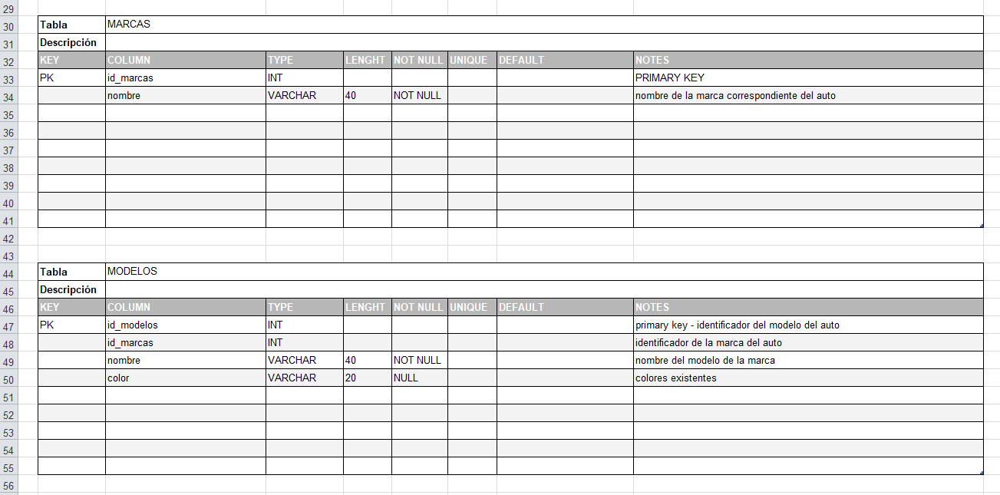 29
30 Tabla MARCAS
31 Descripción
32 KEY COLUMN TYPE LENGHT NOT NULL UNIQUE DEFAULT NOTES
33 PK id_marcas INT PRIMARY KEY
34 nombre VARCHAR 40 NOT NULL nombre de la marca correspondiente del auto
35
36
37
38
39
40
41
42
43
44 Tabla MODELOS
45 Descripción
46 KEY COLUMN TYPE LENGHT NOT NULL UNIQUE DEFAULT NOTES
47 PK id_modelos INT primary key - identificador del modelo del auto
48 id_marcas INT identificador de la marca del auto
49 nombre VARCHAR 40 NOT NULL nombre del modelo de la marca
50 color VARCHAR 20 NULL colores existentes
51
52
53
54
55
56